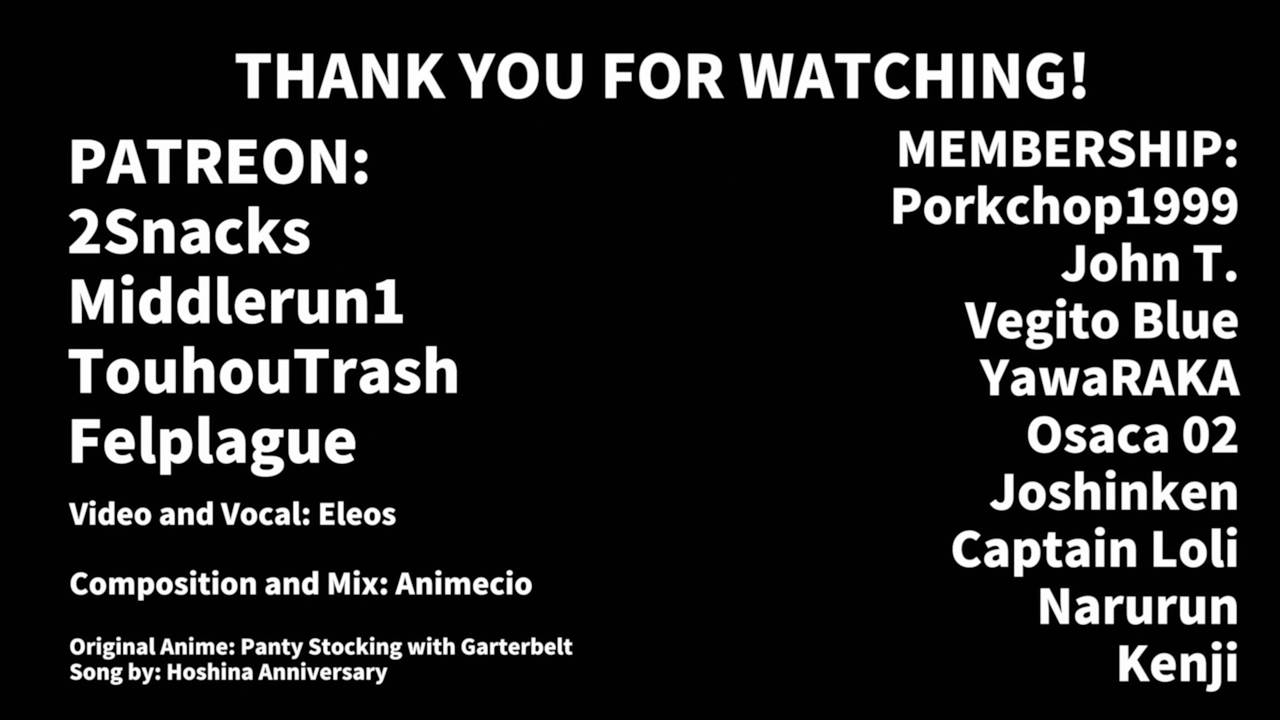 THANK YOU FOR WATCHING!
PATREON:
2Snacks
Middlerun1
TouhouTrash
Felplague
Video and Vocal: Eleos
Composition and Mix: Animecio
Original Anime: Panty Stocking with Garterbelt
Song by: Hoshina Anniversary
MEMBERSHIP:
Porkchop1999
John T.
Vegito Blue
YawaRAKA
Osaca 02
Joshinken
Captain Loli
Narurun
Kenji